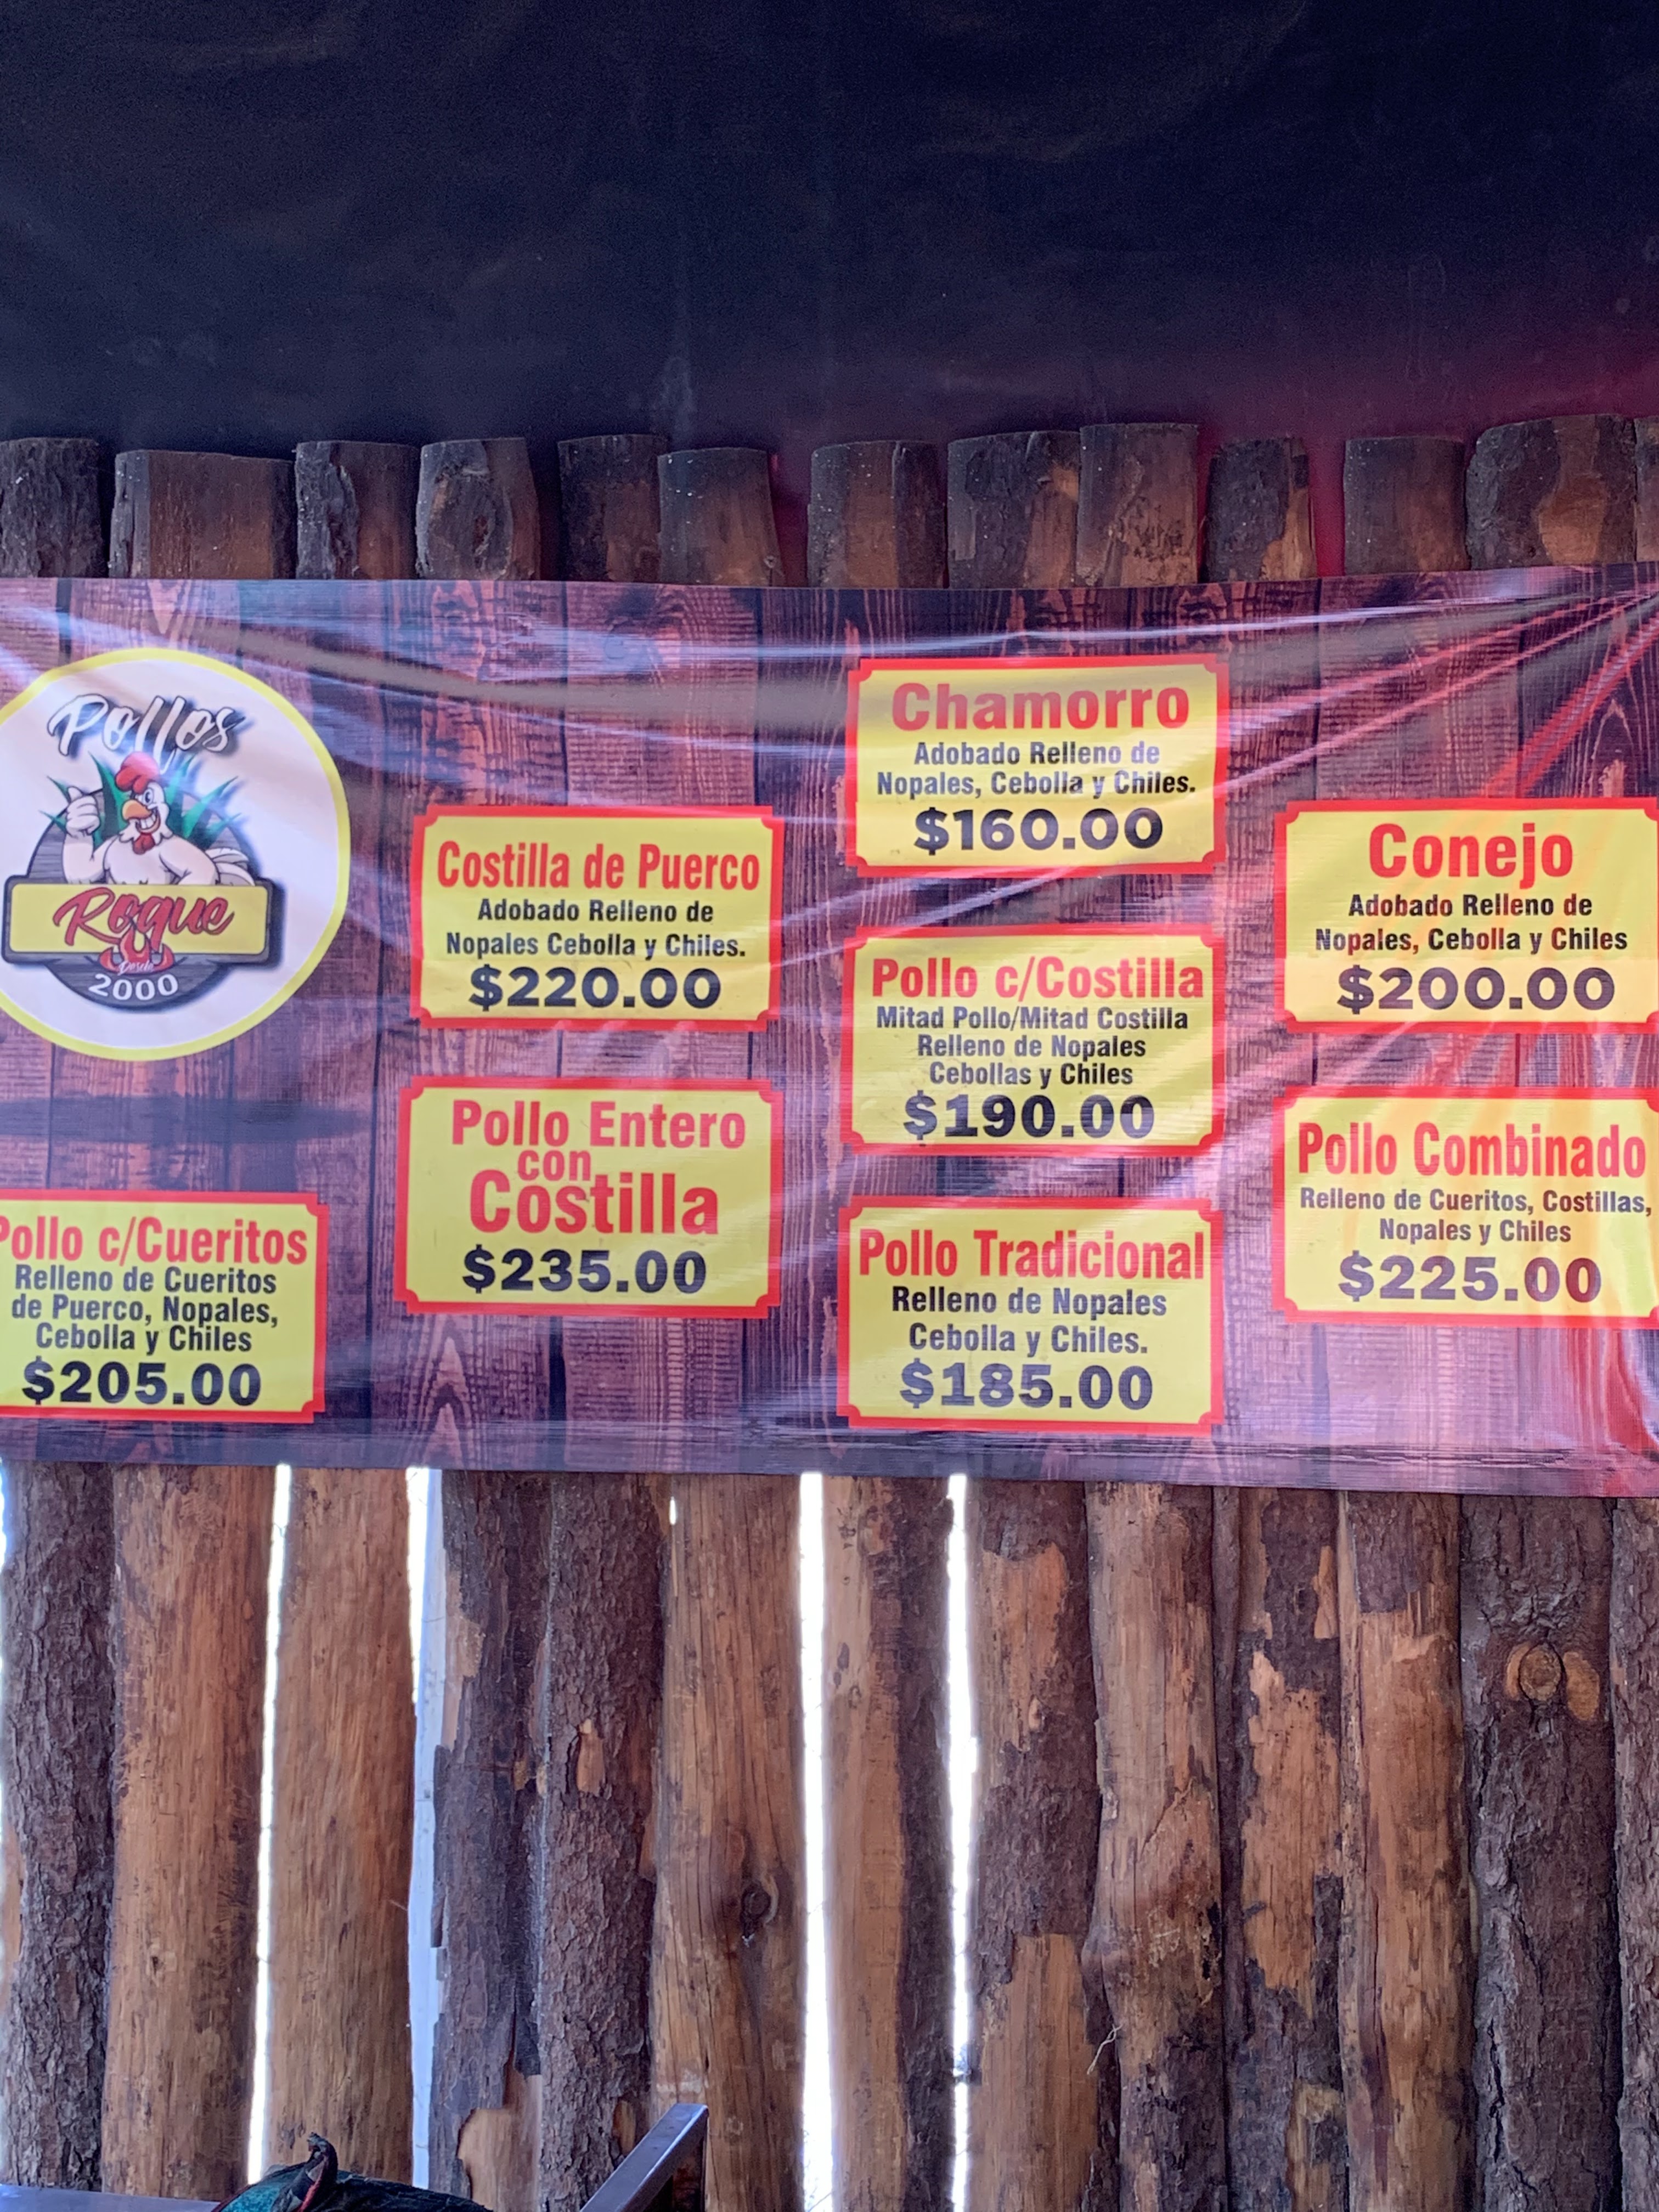 Pollos
Roque
Desde
2000
Pollo c/Cueritos
Relleno de Cueritos
de Puerco, Nopales,
Cebolla y Chiles
$205.00
Costilla de Puerco
Adobado Relleno de
Nopales Cebolla y Chiles.
$220.00
Pollo Entero
con
Costilla
$235.00
Chamorro
Adobado Relleno de
Nopales, Cebolla y Chiles.
$160.00
Pollo c/Costilla
Mitad Pollo/Mitad Costilla
Relleno de Nopales
Cebollas y Chiles
$190.00
Pollo Tradicional
Relleno de Nopales
Cebolla y Chiles.
$185.00
Conejo
Adobado Relleno de
Nopales, Cebolla y Chiles
$200.00
Pollo Combinado
Relleno de Cueritos, Costillas,
Nopales y Chiles
$225.00